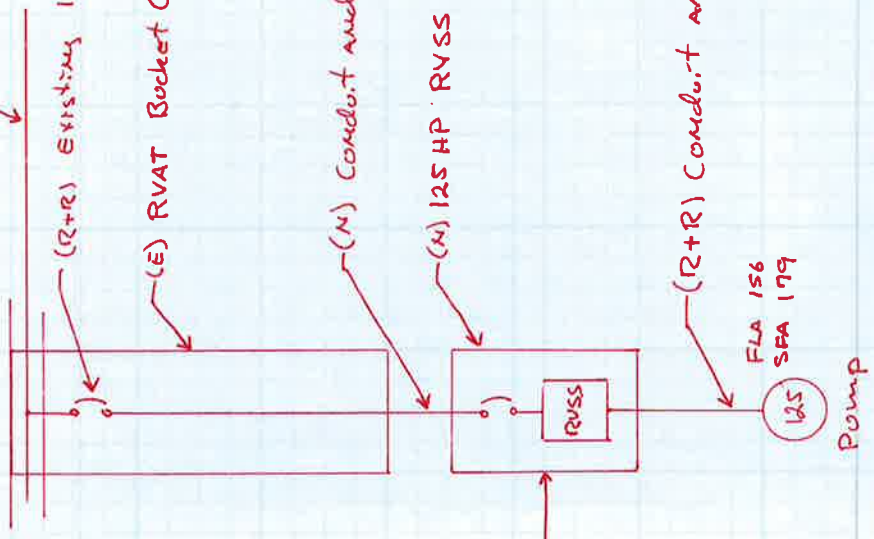 (R+R) Existing
(E) RVAT Bucket
(N) Conduit and
(N) 125 HP RVSS
RVSS
(R+R) Conduit
FLA 156
SFA 179
125
Pump